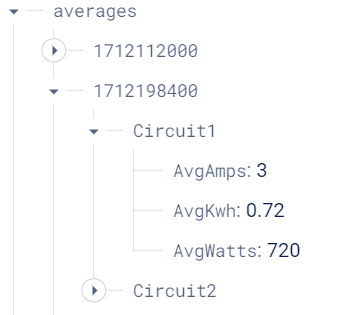 averages
1712112000
1712198400
Circuit1
AvgAmps: 3
AvgKwh: 0.72
AvgWatts: 720
Circuit2